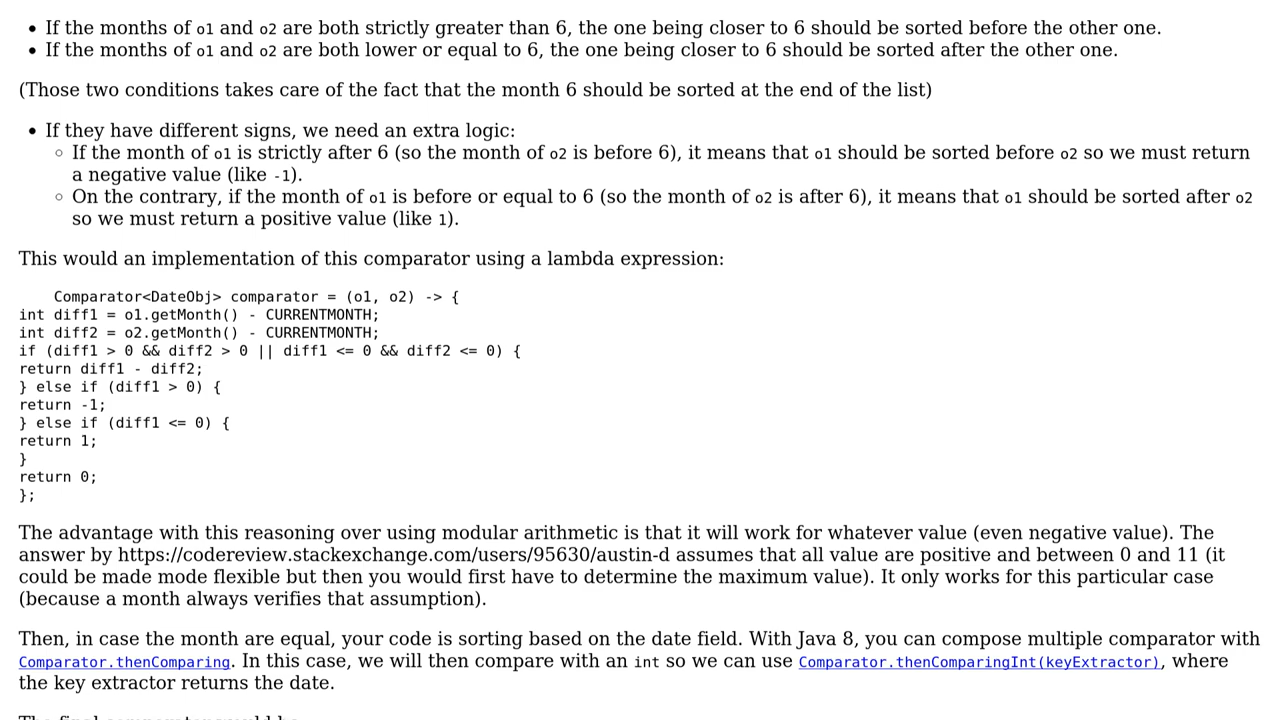 • If the months of o1 and o2 are both strictly greater than 6, the one being closer to 6 should be sorted before the other one.
• If the months of o1 and o2 are both lower or equal to 6, the one being closer to 6 should be sorted after the other one.
(Those two conditions takes care of the fact that the month 6 should be sorted at the end of the list)
• If they have different signs, we need an extra logic:
◦ If the month of o1 is strictly after 6 (so the month of o2 is before 6), it means that o1 should be sorted before o2 so we must return
a negative value (like -1).
◦ On the contrary, if the month of o1 is before or equal to 6 (so the month of o2 is after 6), it means that o1 should be sorted after o2
so we must return a positive value (like 1).
This would an implementation of this comparator using a lambda expression:
Comparator<DateObj> comparator = (o1, o2) -> {
int diff1 = o1.getMonth() - CURRENTMONTH;
int diff2 = o2.getMonth() - CURRENTMONTH;
if (diff1 > 0 && diff2 > 0 || diff1 <= 0 && diff2 <= 0) {
return diff1 - diff2;
} else if (diff1 > 0) {
return -1;
} else if (diff1 <= 0) {
return 1;
}
return 0;
};
The advantage with this reasoning over using modular arithmetic is that it will work for whatever value (even negative value). The
answer by https://codereview.stackexchange.com/users/95630/austin-d assumes that all value are positive and between 0 and 11 (it
could be made mode flexible but then you would first have to determine the maximum value). It only works for this particular case
(because a month always verifies that assumption).
Then, in case the month are equal, your code is sorting based on the date field. With Java 8, you can compose multiple comparator with
Comparator.thenComparing. In this case, we will then compare with an int so we can use Comparator.thenComparingInt(keyExtractor), where
the key extractor returns the date.
The final comparator would be